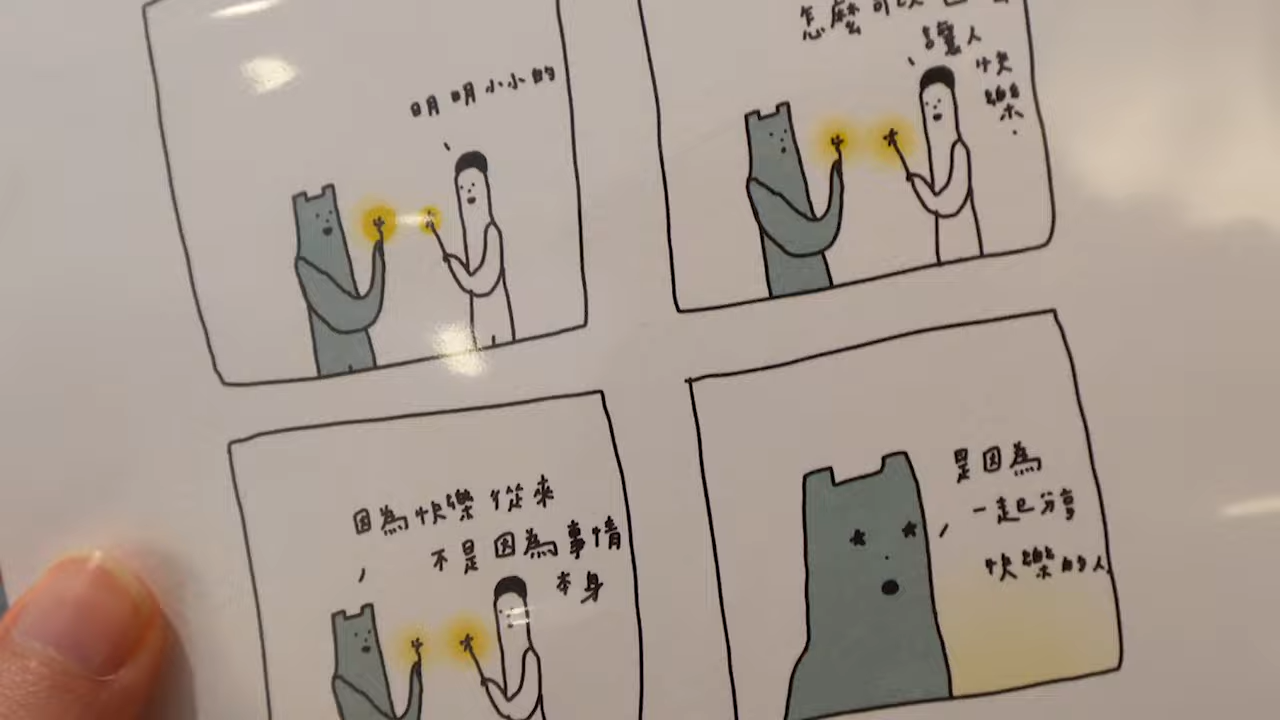 明明小小的
怎麼可以
讓人
快
樂.
因為快樂從來
不是因為事情
本身
是因為
一起分享
快樂的人